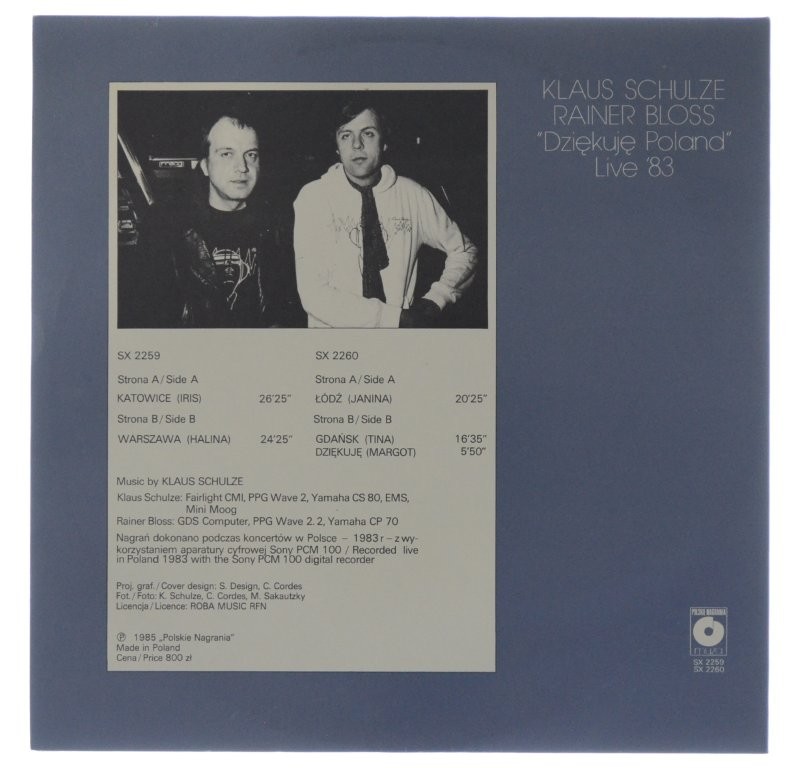 KLAUS SCHULZE
RAINER BLOSS
"Dziękuję Poland"
Live '83
SX 2259
Strona A / Side A
KATOWICE (IRIS) 26'25"
Strona B / Side B
WARSZAWA (HALINA) 24'25"
SX 2260
Strona A / Side A
ŁÓDŹ (JANINA) 20'25"
Strona B / Side B
GDAŃSK (TINA) 16'35"
DZIĘKUJĘ (MARGOT) 5'50"
Music by KLAUS SCHULZE
Klaus Schulze: Fairlight CMI, PPG Wave 2, Yamaha CS 80, EMS,
Mini Moog
Rainer Bloss: GDS Computer, PPG Wave 2.2, Yamaha CP 70
Nagrań dokonano podczas koncertów w Polsce – 1983 r – z wy-
korzystaniem aparatury cyfrowej Sony PCM 100 / Recorded live
in Poland 1983 with the Sony PCM 100 digital recorder
Proj. graf. / Cover design: S. Design, C. Cordes
Fot. / Foto: K. Schulze, C. Cordes, M. Sakautzky
Licencja / Licence: ROBA MUSIC RFN
Ⓟ 1985 „Polskie Nagrania"
Made in Poland
Cena / Price 800 zł
POLSKIE NAGRANIA
muza
SX 2259
SX 2260